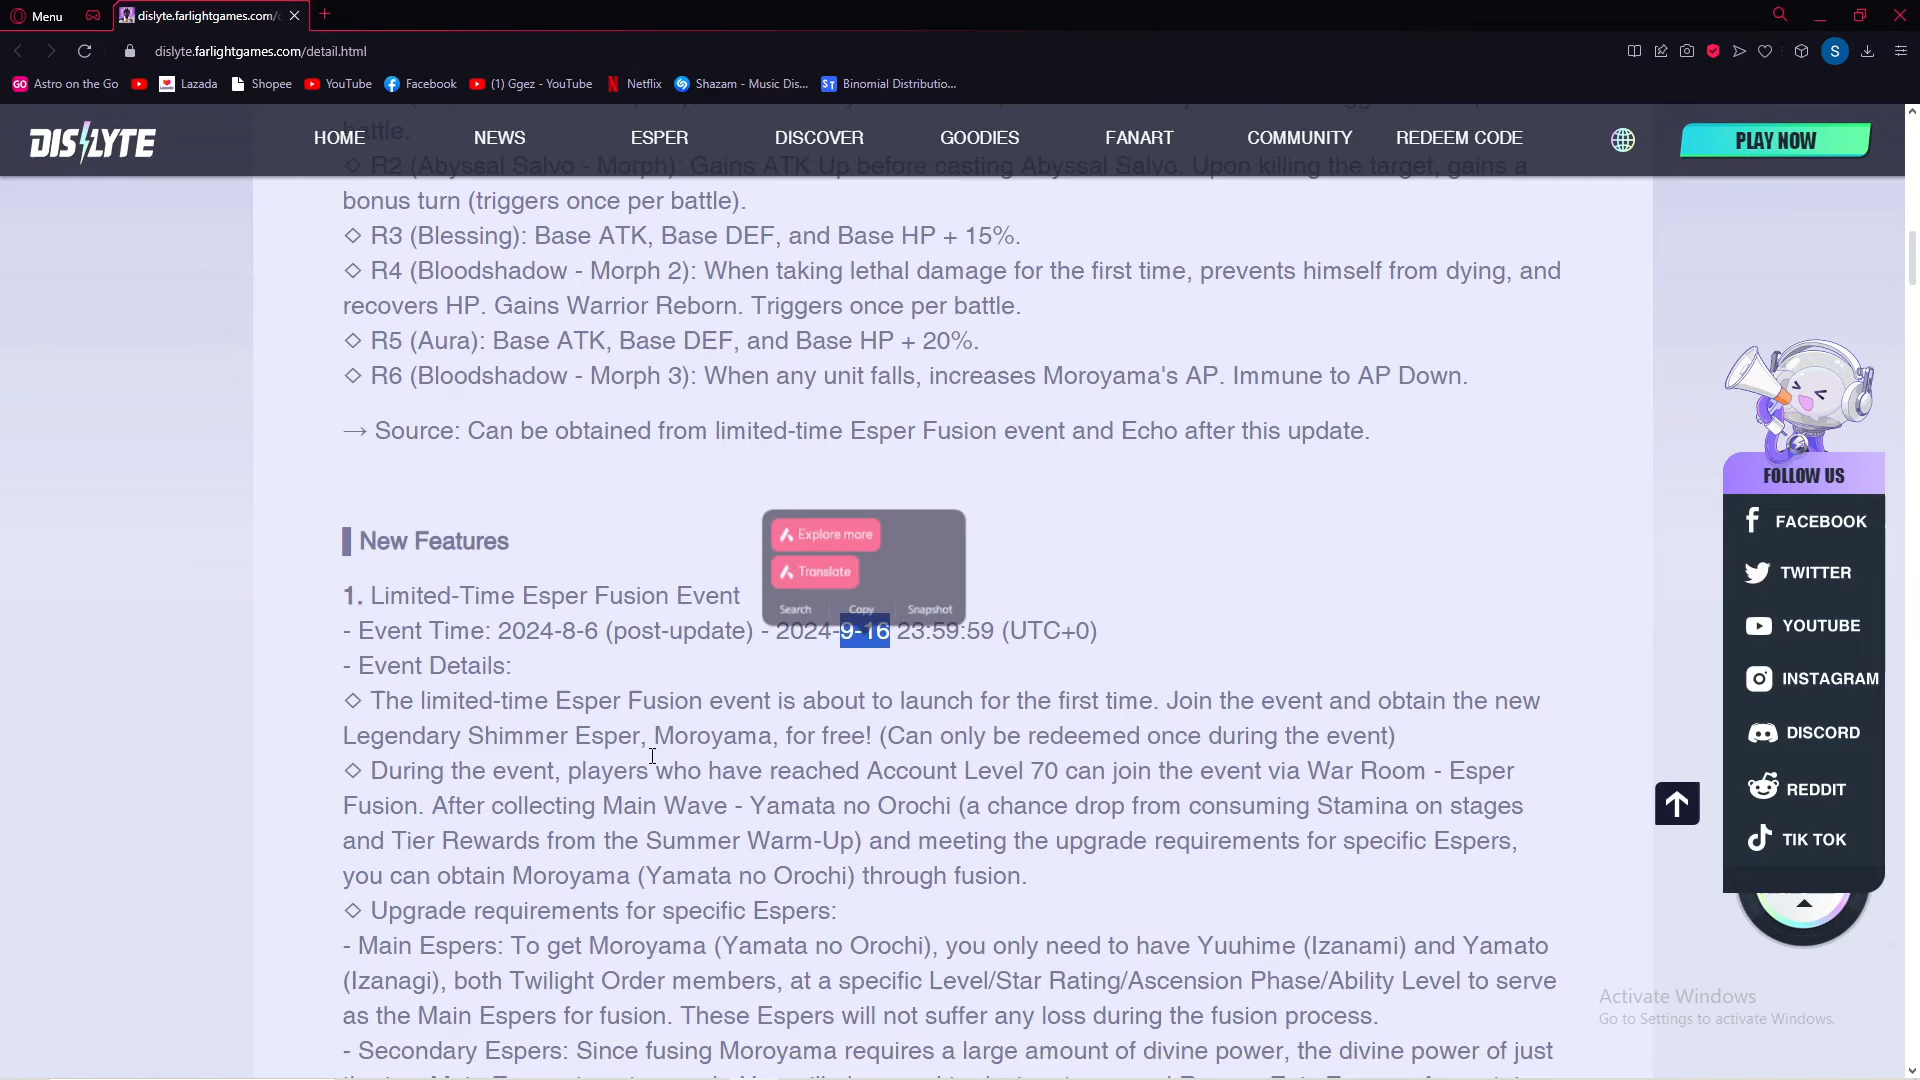 Menu
dislyte.farlightgames.com/
dislyte.farlightgames.com/detail.html
S
GO Astro on the Go
Lazada
Shopee
YouTube
Facebook
(1) Ggez - YouTube
Netflix
Shazam - Music Dis...
ST Binomial Distributio...
DISLYTE
HOME
NEWS
ESPER
DISCOVER
GOODIES
FANART
COMMUNITY
REDEEM CODE
PLAY NOW
battle.
◇ R2 (Abyssal Salvo - Morph): Gains ATK Up before casting Abyssal Salvo. Upon killing the target, gains a
bonus turn (triggers once per battle).
◇ R3 (Blessing): Base ATK, Base DEF, and Base HP + 15%.
◇ R4 (Bloodshadow - Morph 2): When taking lethal damage for the first time, prevents himself from dying, and
recovers HP. Gains Warrior Reborn. Triggers once per battle.
◇ R5 (Aura): Base ATK, Base DEF, and Base HP + 20%.
◇ R6 (Bloodshadow - Morph 3): When any unit falls, increases Moroyama's AP. Immune to AP Down.
→ Source: Can be obtained from limited-time Esper Fusion event and Echo after this update.
New Features
Explore more
Translate
Search
Copy
Snapshot
1. Limited-Time Esper Fusion Event
- Event Time: 2024-8-6 (post-update) - 2024-9-16 23:59:59 (UTC+0)
- Event Details:
◇ The limited-time Esper Fusion event is about to launch for the first time. Join the event and obtain the new
Legendary Shimmer Esper, Moroyama, for free! (Can only be redeemed once during the event)
◇ During the event, players who have reached Account Level 70 can join the event via War Room - Esper
Fusion. After collecting Main Wave - Yamata no Orochi (a chance drop from consuming Stamina on stages
and Tier Rewards from the Summer Warm-Up) and meeting the upgrade requirements for specific Espers,
you can obtain Moroyama (Yamata no Orochi) through fusion.
◇ Upgrade requirements for specific Espers:
- Main Espers: To get Moroyama (Yamata no Orochi), you only need to have Yuuhime (Izanami) and Yamato
(Izanagi), both Twilight Order members, at a specific Level/Star Rating/Ascension Phase/Ability Level to serve
as the Main Espers for fusion. These Espers will not suffer any loss during the fusion process.
- Secondary Espers: Since fusing Moroyama requires a large amount of divine power, the divine power of just
FOLLOW US
FACEBOOK
TWITTER
YOUTUBE
INSTAGRAM
DISCORD
REDDIT
TIK TOK
Activate Windows
Go to Settings to activate Windows.